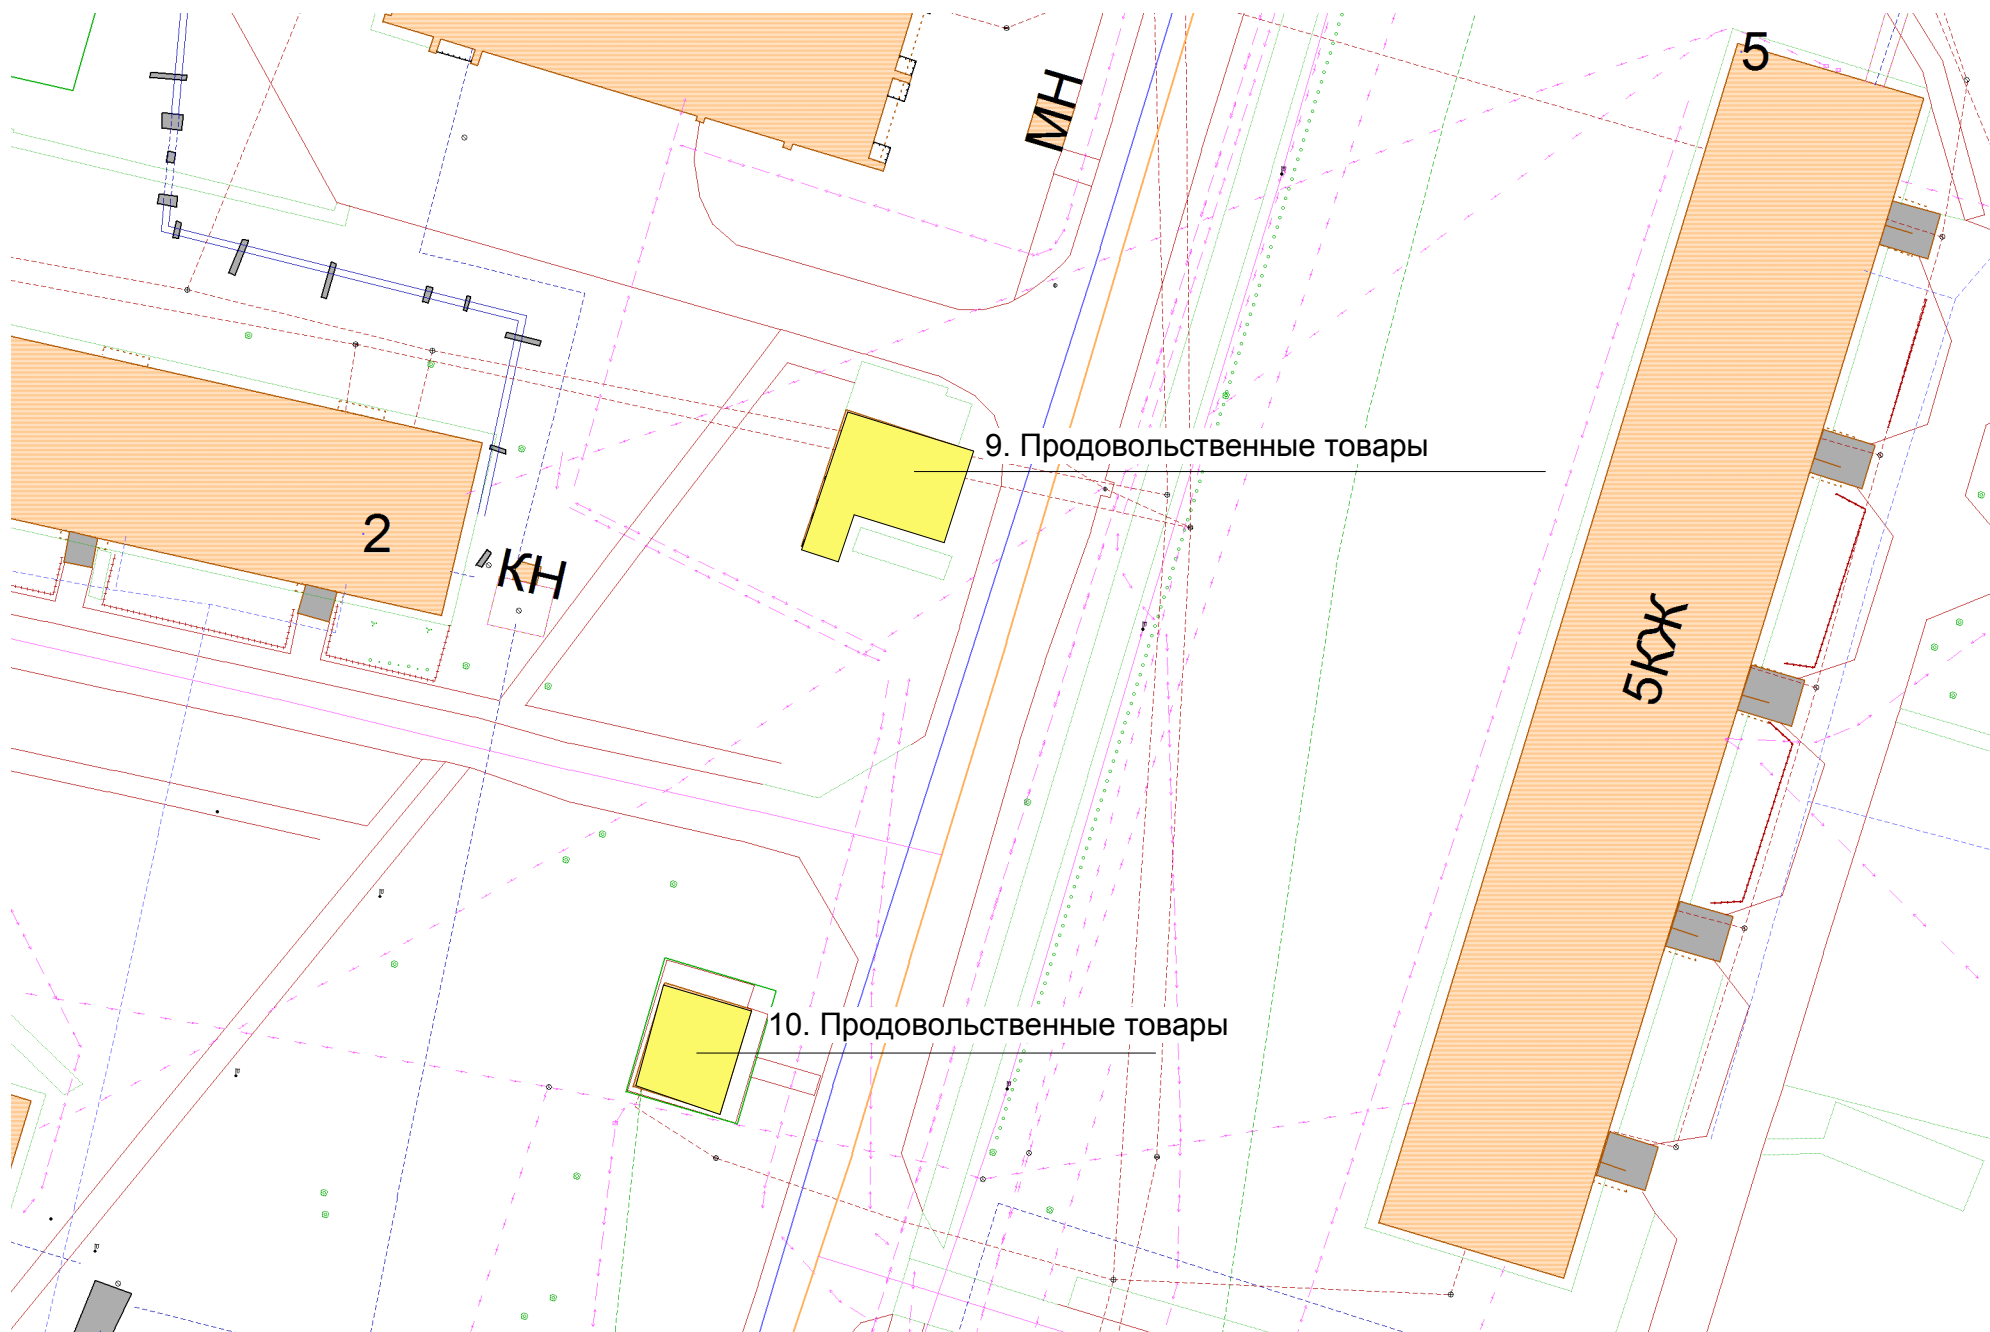 5
МН
9. Продовольственные товары
2
КН
5КЖ
10. Продовольственные товары